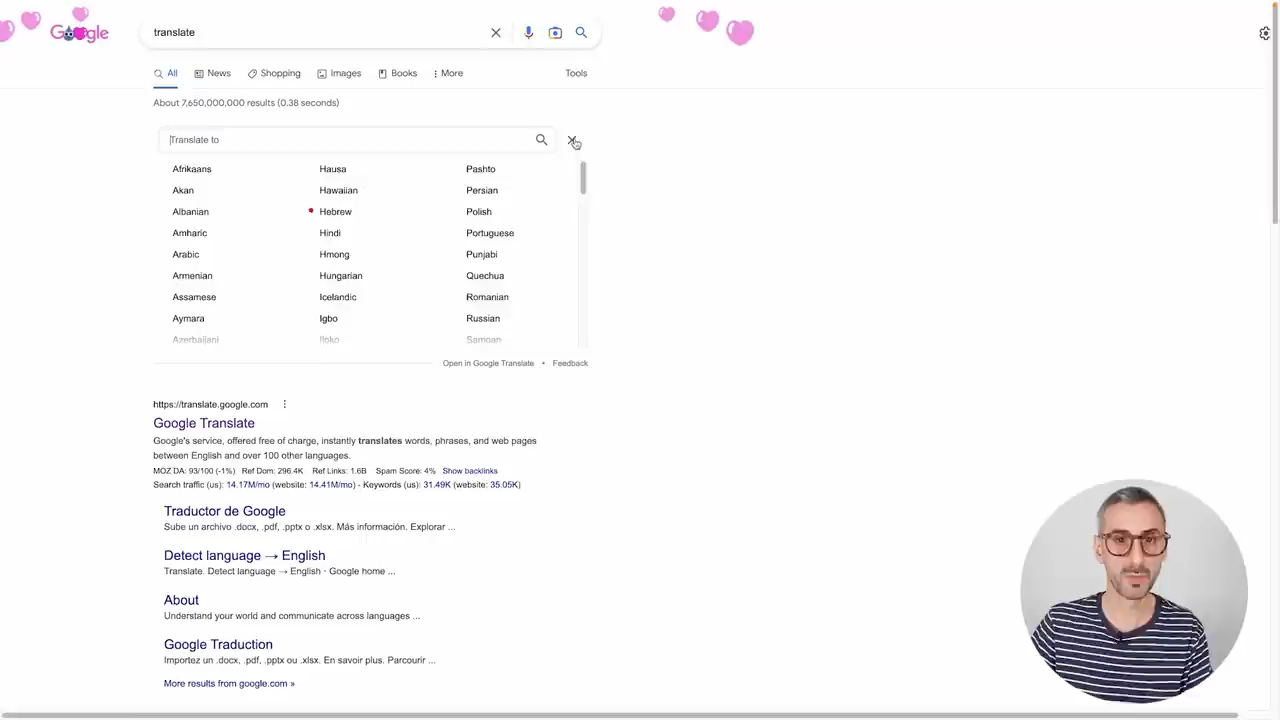 Google
translate
All
News
Shopping
Images
Books
More
Tools
About 7,650,000,000 results (0.38 seconds)
Translate to
Afrikaans
Hausa
Pashto
Akan
Hawaiian
Persian
Albanian
Hebrew
Polish
Amharic
Hindi
Portuguese
Arabic
Hmong
Punjabi
Armenian
Hungarian
Quechua
Assamese
Icelandic
Romanian
Aymara
Igbo
Russian
Azerbaijani
Iloko
Samoan
Open in Google Translate • Feedback
https://translate.google.com
Google Translate
Google's service, offered free of charge, instantly translates words, phrases, and web pages
between English and over 100 other languages.
MOZ DA: 93/100 (-1%) Ref Dom: 296.4K Ref Links: 1.6B Spam Score: 4% Show backlinks
Search traffic (us): 14.17M/mo (website: 14.41M/mo) - Keywords (us): 31.49K (website: 35.05K)
Traductor de Google
Sube un archivo .docx, .pdf, .pptx o .xlsx. Más información. Explorar ...
Detect language → English
Translate. Detect language → English · Google home ...
About
Understand your world and communicate across languages ...
Google Traduction
Importez un .docx, .pdf, .pptx ou .xlsx. En savoir plus. Parcourir ...
More results from google.com »